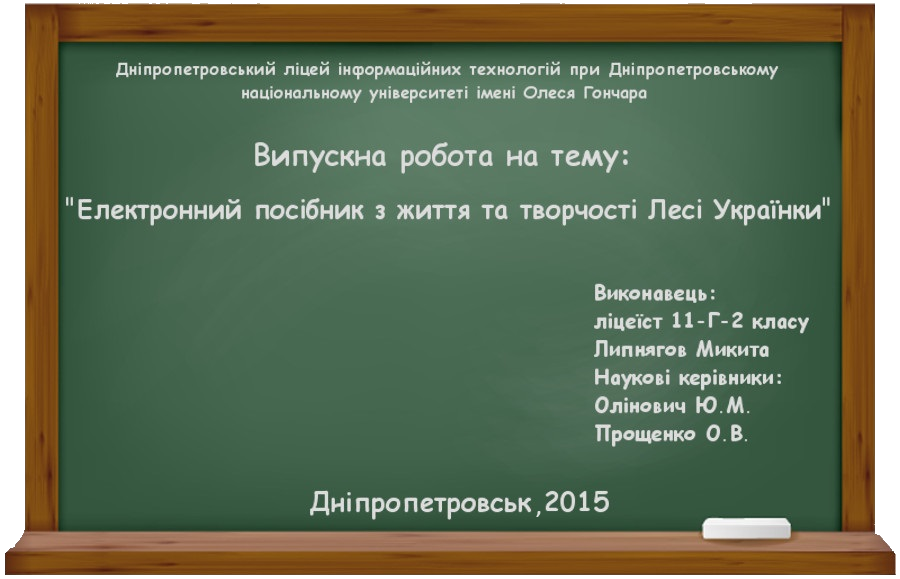 Дніпропетровський ліцей інформаційних технологій при Дніпропетровському
національному університеті імені Олеся Гончара
Випускна робота на тему:
"Електронний посібник з життя та творчості Лесі Українки"
Виконавець:
ліцеїст 11-Г-2 класу
Липнягов Микита
Наукові керівники:
Олінович Ю.М.
Прощенко О.В.
Дніпропетровськ,2015